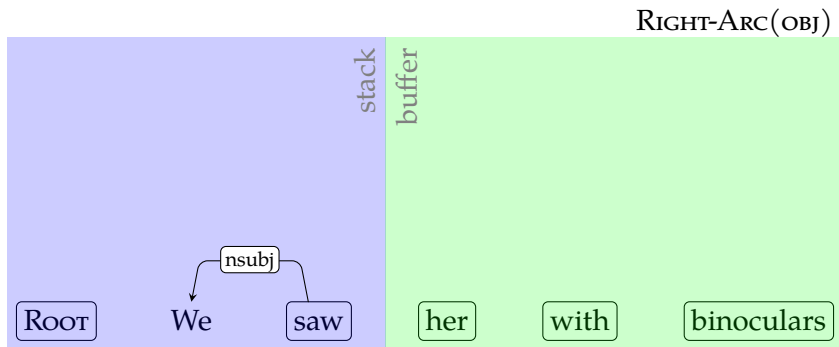 Right-Arc(obj)
stack
buffer
nsubj
Root We saw her with binoculars